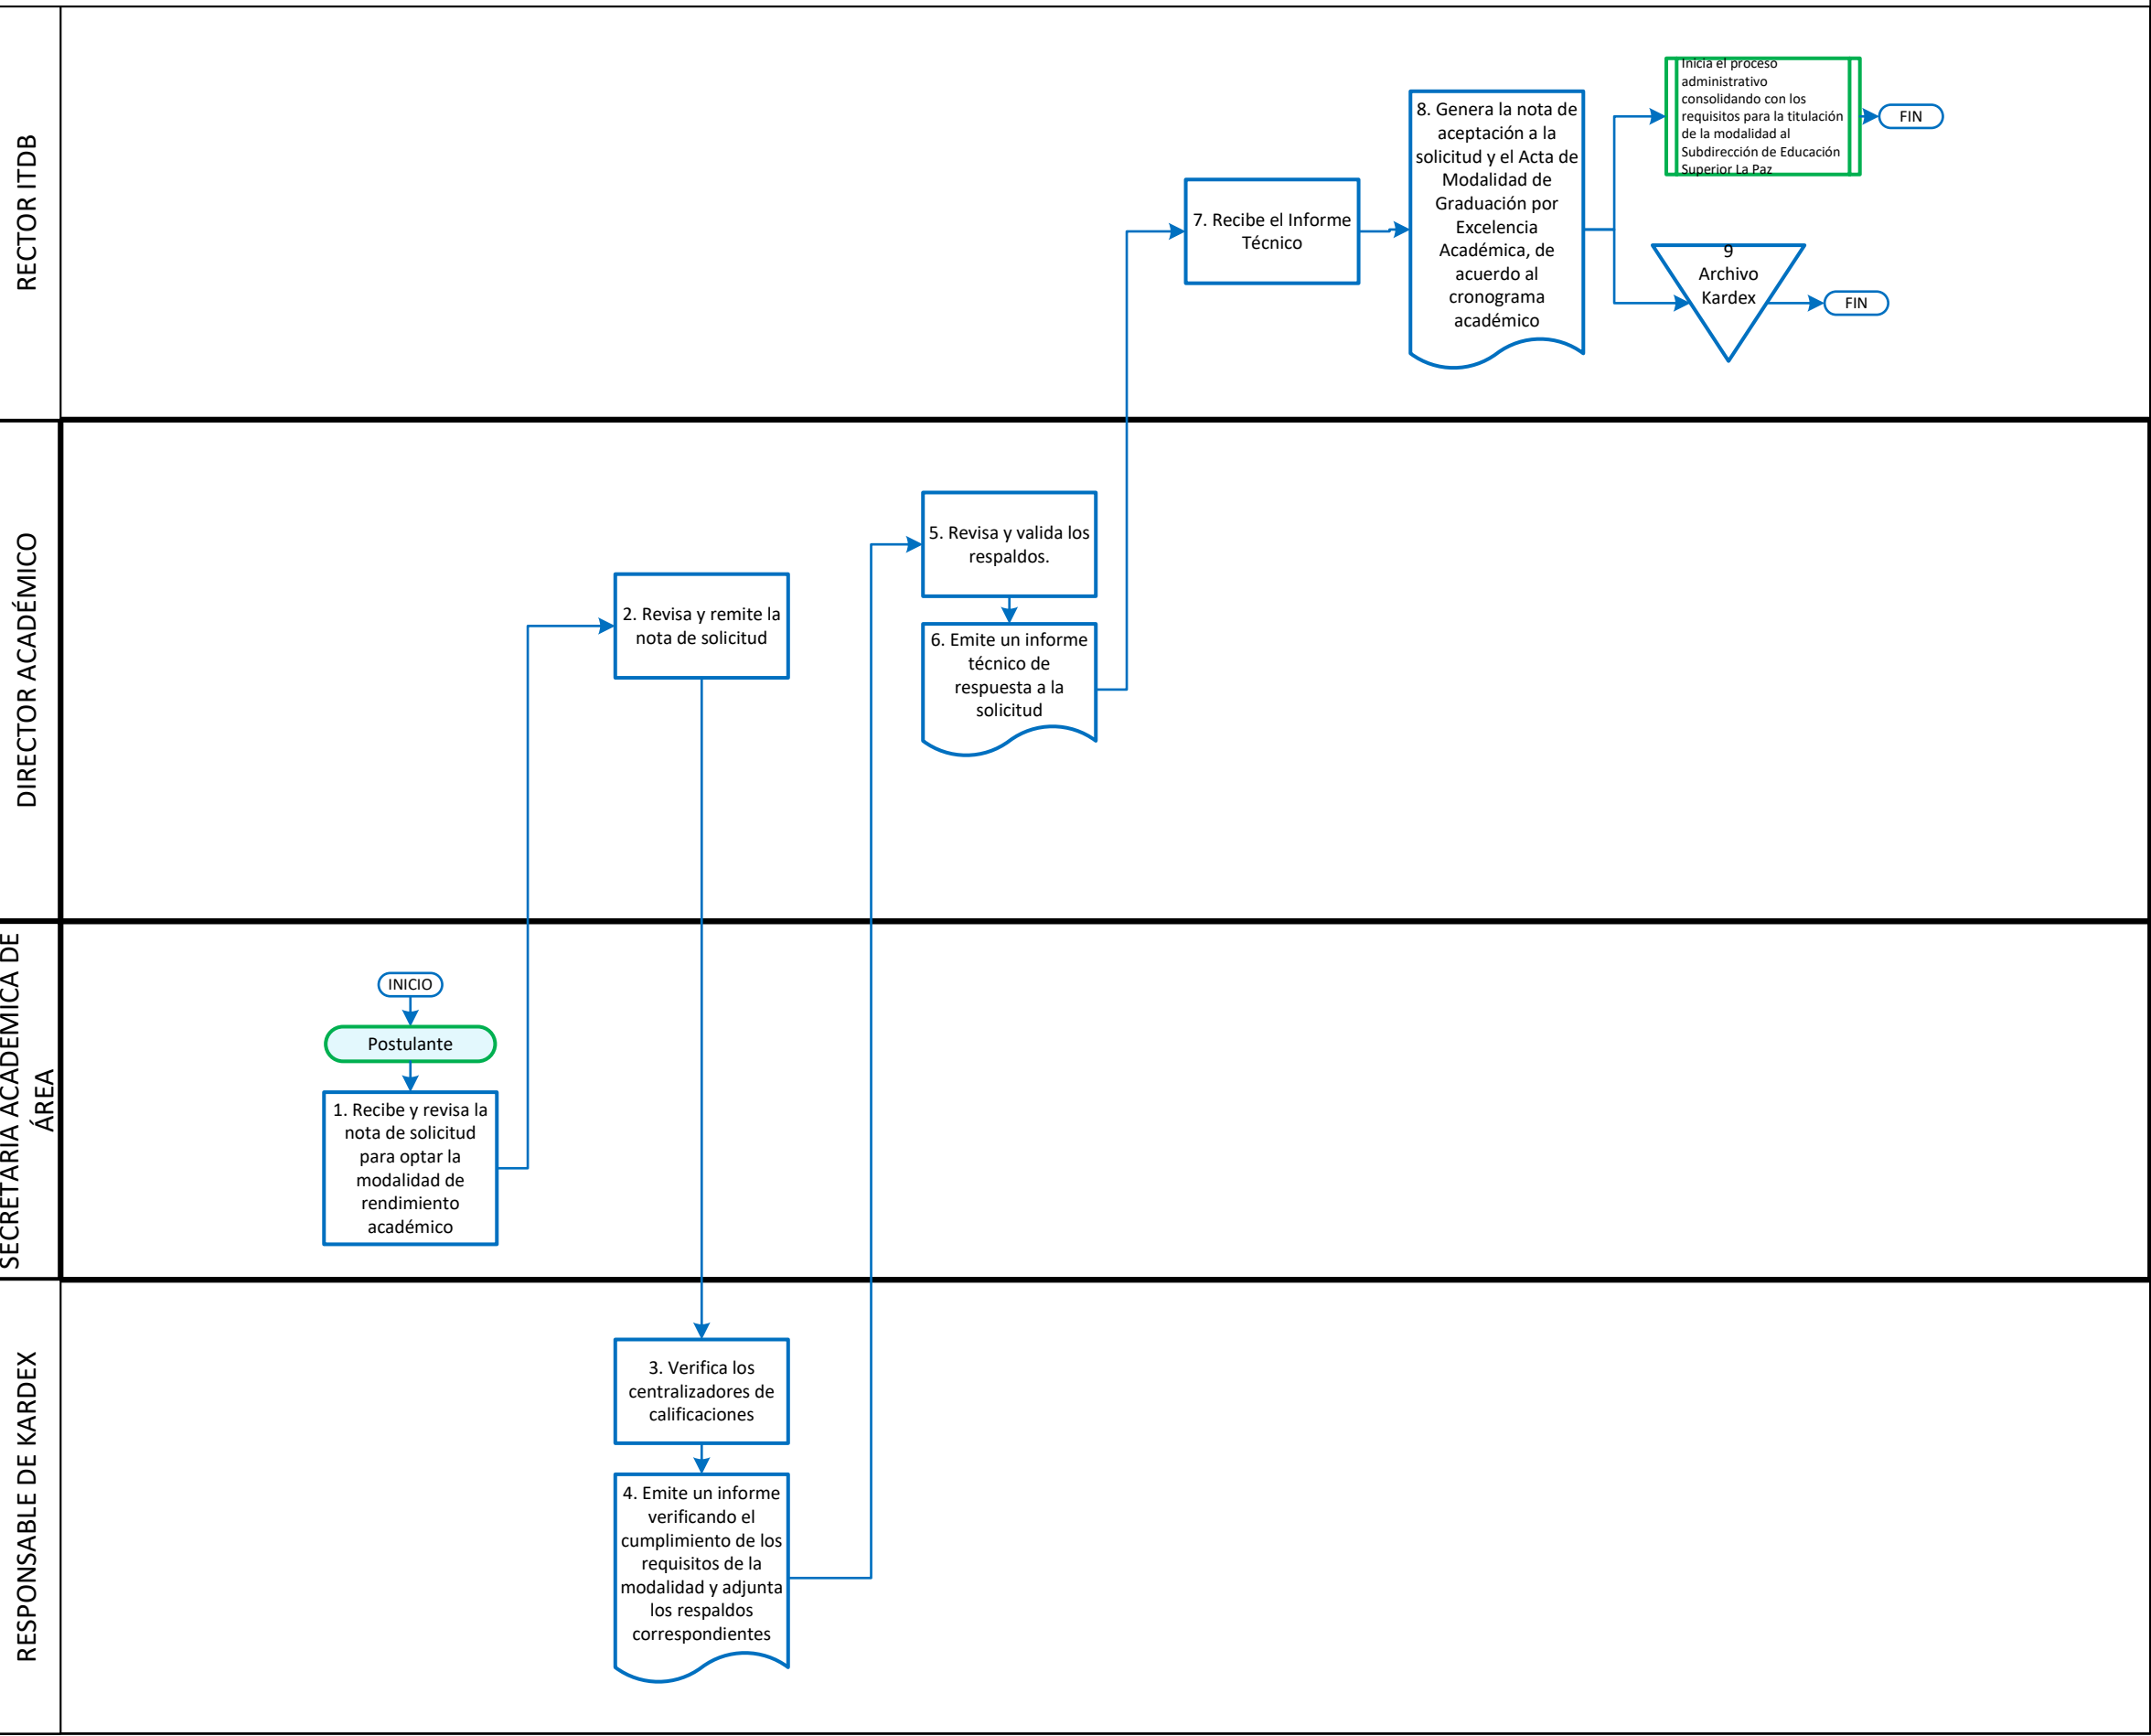 RECTOR ITDB
Inicia el proceso
administrativo
consolidando con los
requisitos para la titulación
de la modalidad al
Subdirección de Educación
Superior La Paz
FIN
8. Genera la nota de
aceptación a la
solicitud y el Acta de
Modalidad de
Graduación por
Excelencia
Académica, de
acuerdo al
cronograma
académico
7. Recibe el Informe
Técnico
9
Archivo
Kardex
FIN
DIRECTOR ACADÉMICO
5. Revisa y valida los
respaldos.
2. Revisa y remite la
nota de solicitud
6. Emite un informe
técnico de
respuesta a la
solicitud
SECRETARIA ACADEMICA DE
ÁREA
INICIO
Postulante
1. Recibe y revisa la
nota de solicitud
para optar la
modalidad de
rendimiento
académico
RESPONSABLE DE KARDEX
3. Verifica los
centralizadores de
calificaciones
4. Emite un informe
verificando el
cumplimiento de los
requisitos de la
modalidad y adjunta
los respaldos
correspondientes